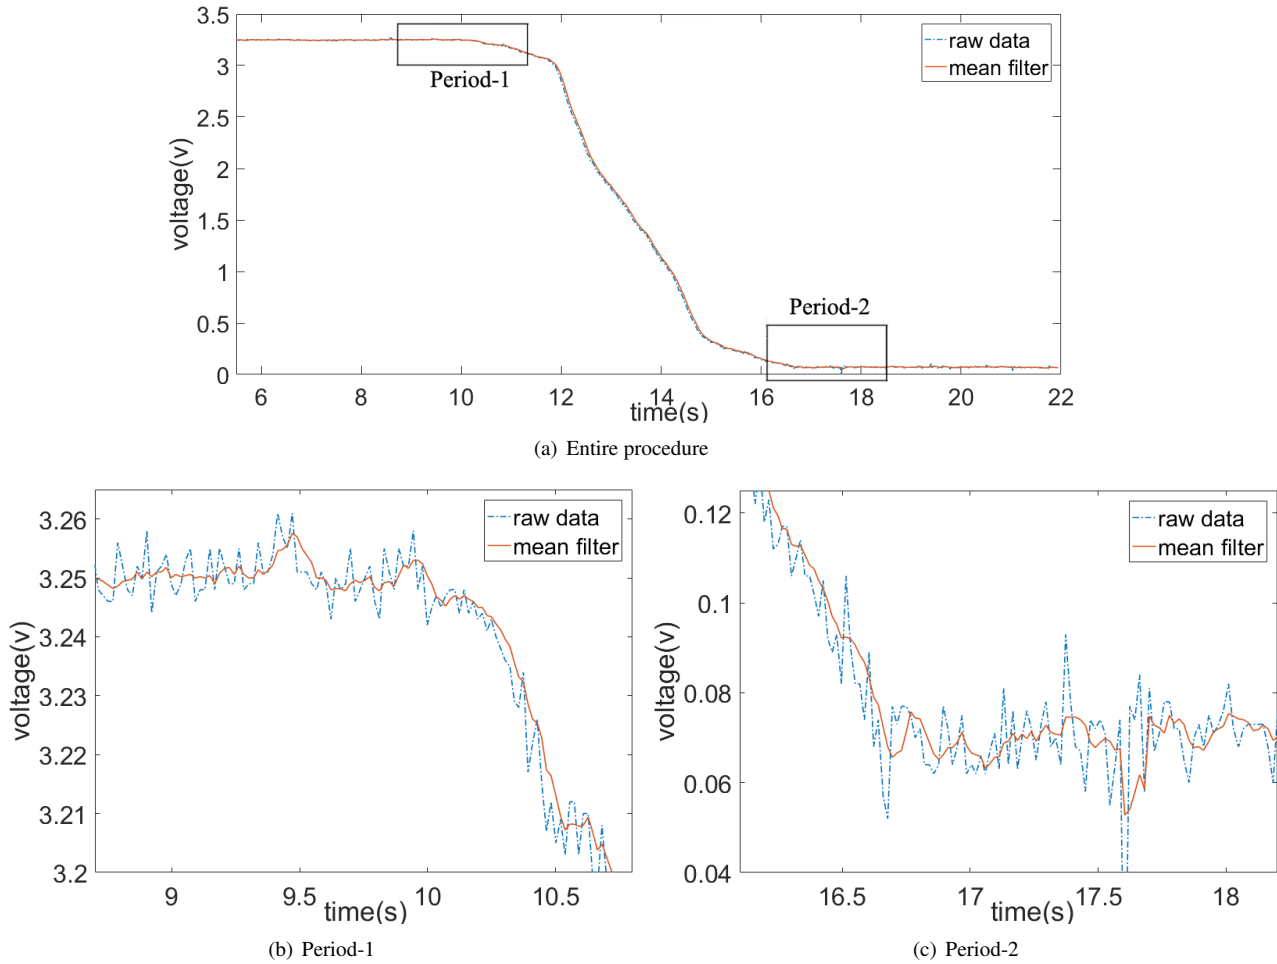 3.5
3
2.5
2
1.5
1
0.5
0
voltage(v)
raw data
mean filter
Period-1
Period-2
6 8 10 12 14 16 18 20 22
time(s)
(a) Entire procedure
3.26
3.25
3.24
3.23
3.22
3.21
3.2
voltage(v)
raw data
mean filter
9 9.5 10 10.5
time(s)
(b) Period-1
0.12
0.1
0.08
0.06
0.04
voltage(v)
raw data
mean filter
16.5 17 17.5 18
time(s)
(c) Period-2